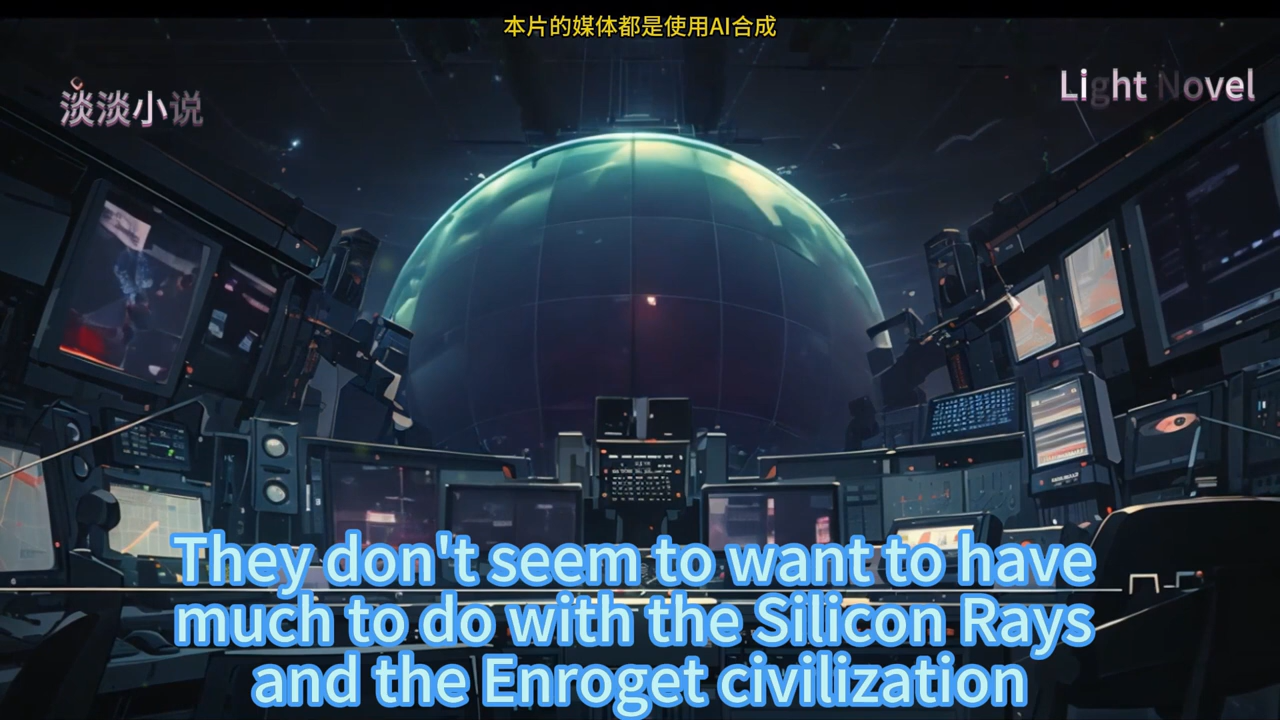 本片的媒体都是使用AI合成
淡淡小说
Light Novel
They don't seem to want to have
much to do with the Silicon Rays
and the Enroget civilization